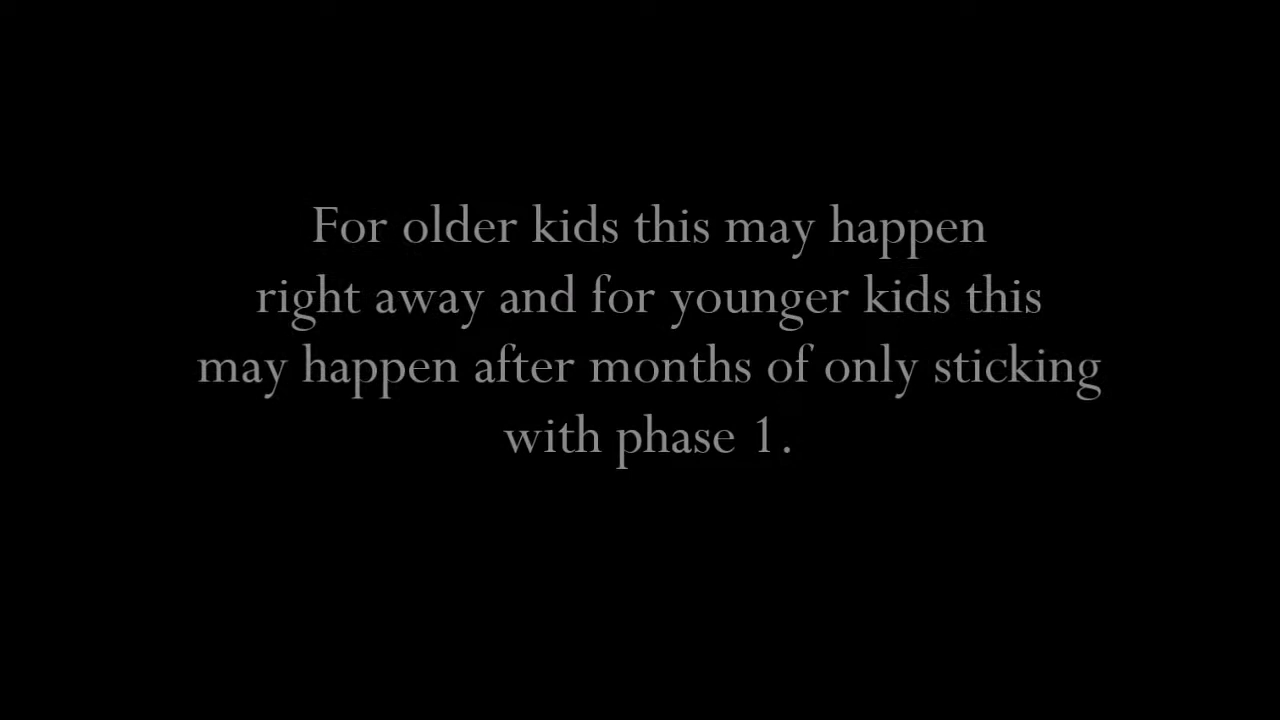 For older kids this may happen
right away and for younger kids this
may happen after months of only sticking
with phase 1.